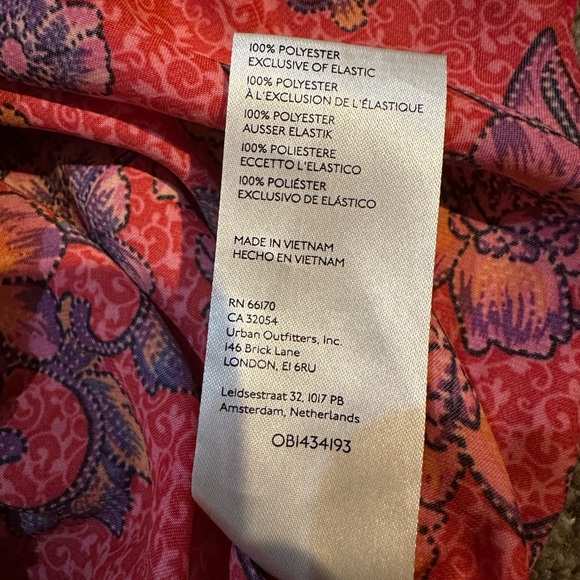 100% POLYESTER
EXCLUSIVE OF ELASTIC
100% POLYESTER
À L'EXCLUSION DE L'ÉLASTIQUE
100% POLYESTER
AUSSER ELASTIK
100% POLIESTERE
ECCETTO L'ELASTICO
100% POLIÉSTER
EXCLUSIVO DE ELÁSTICO
MADE IN VIETNAM
HECHO EN VIETNAM
RN 66170
CA 32054
Urban Outfitters, Inc.
146 Brick Lane
LONDON, E1 6RU
Leidsestraat 32, 1017 PB
Amsterdam, Netherlands
OB1434193